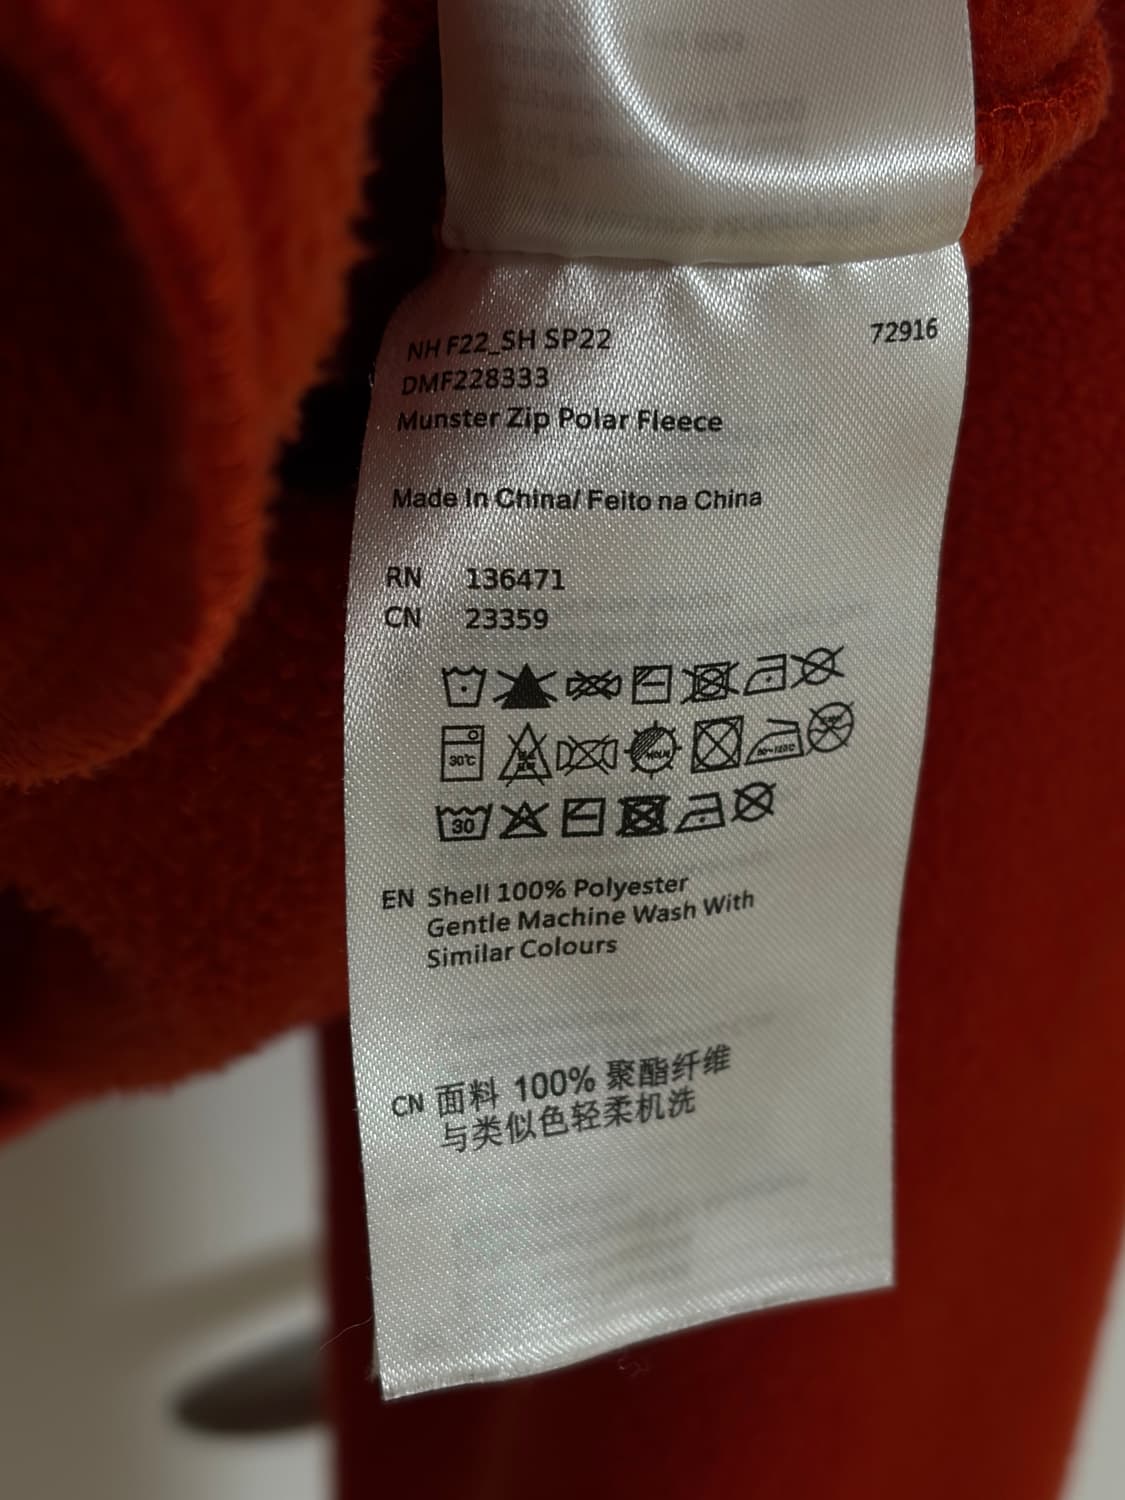 NH F22_SH SP22 72916
DMF228333
Munster Zip Polar Fleece
Made In China/ Feito na China
RN 136471
CN 23359
30℃
30
EN Shell 100% Polyester
Gentle Machine Wash With
Similar Colours
CN 面料 100% 聚酯纤维
与类似色轻柔机洗